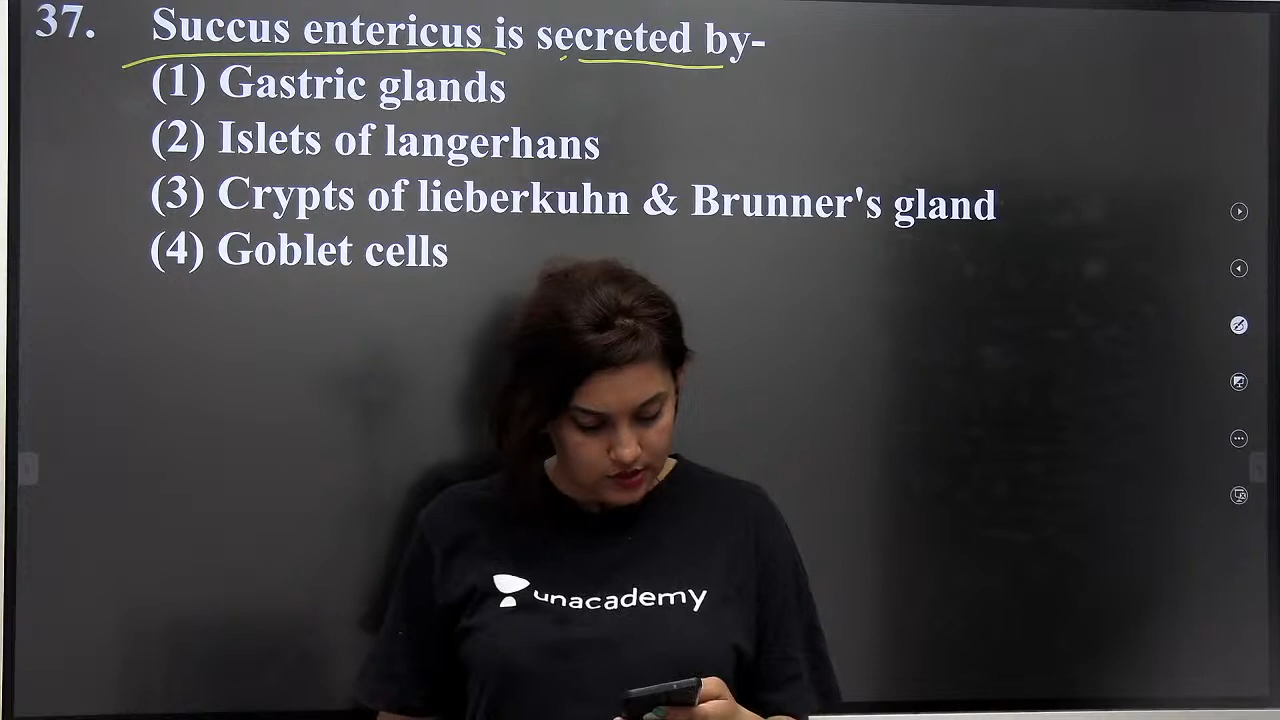 37. Succus entericus is secreted by-
(1) Gastric glands
(2) Islets of langerhans
(3) Crypts of lieberkuhn & Brunner's gland
(4) Goblet cells
unacademy